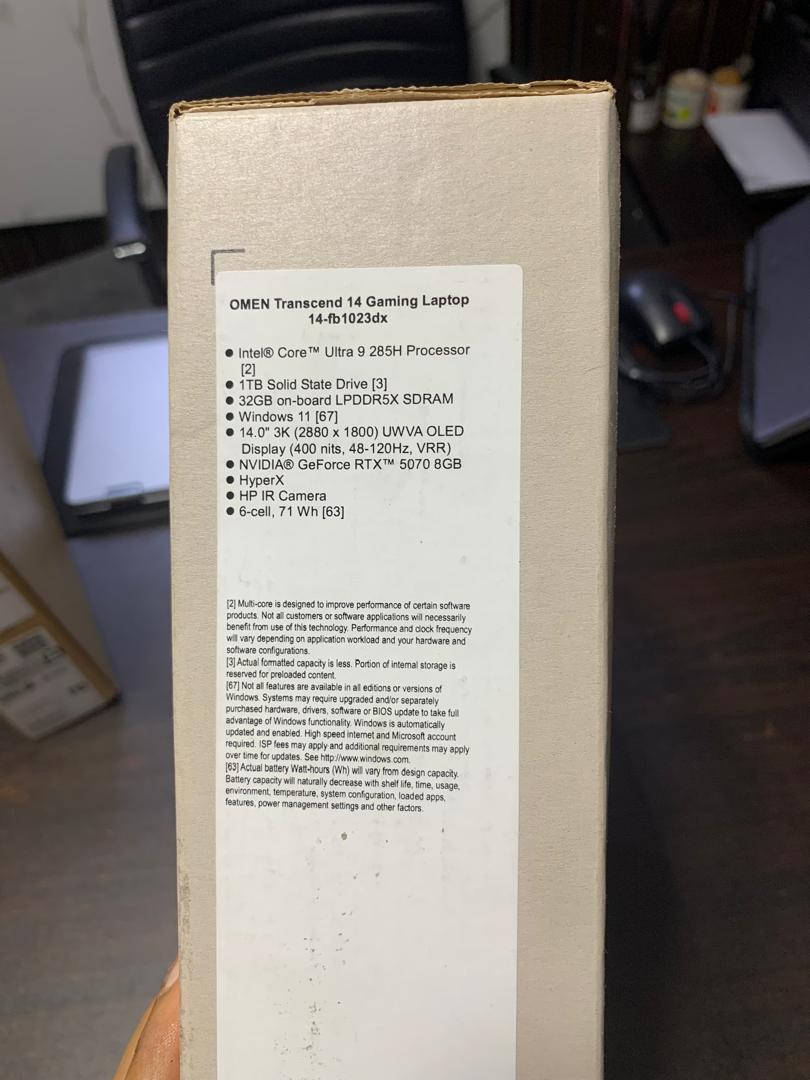 OMEN Transcend 14 Gaming Laptop
14-fb1023dx
● Intel® Core™ Ultra 9 285H Processor
[2]
● 1TB Solid State Drive [3]
● 32GB on-board LPDDR5X SDRAM
● Windows 11 [67]
● 14.0" 3K (2880 x 1800) UWVA OLED
Display (400 nits, 48-120Hz, VRR)
● NVIDIA® GeForce RTX™ 5070 8GB
● HyperX
● HP IR Camera
● 6-cell, 71 Wh [63]
[2] Multi-core is designed to improve performance of certain software
products. Not all customers or software applications will necessarily
benefit from use of this technology. Performance and clock frequency
will vary depending on application workload and your hardware and
software configurations.
[3] Actual formatted capacity is less. Portion of internal storage is
reserved for preloaded content.
[67] Not all features are available in all editions or versions of
Windows. Systems may require upgraded and/or separately
purchased hardware, drivers, software or BIOS update to take full
advantage of Windows functionality. Windows is automatically
updated and enabled. High speed internet and Microsoft account
required. ISP fees may apply and additional requirements may apply
over time for updates. See http://www.windows.com.
[63] Actual battery Watt-hours (Wh) will vary from design capacity.
Battery capacity will naturally decrease with shelf life, time, usage,
environment, temperature, system configuration, loaded apps,
features, power management settings and other factors.